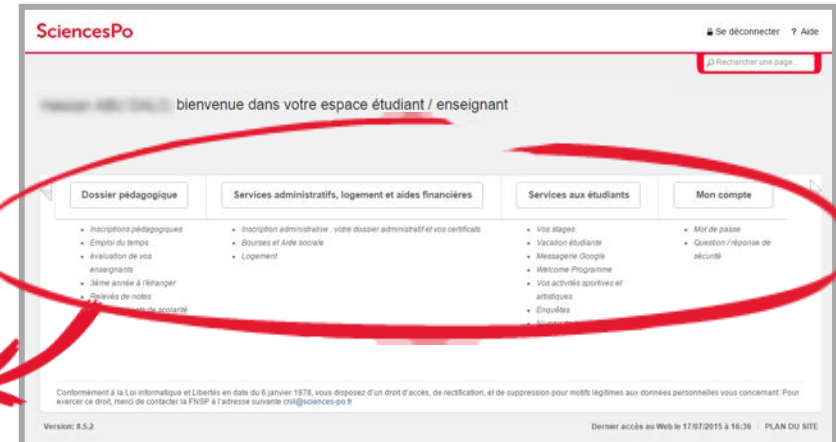 SciencesPo
Se déconnecter ? Aide
Rechercher une page...
bienvenue dans votre espace étudiant / enseignant
Dossier pédagogique
Services administratifs, logement et aides financières
Services aux étudiants
Mon compte
Inscriptions pédagogiques
Emploi du temps
évaluation de vos
enseignants
3ème année à l'étranger
Relevés de notes
de scolarité
Inscription administrative : votre dossier administratif et vos certificats
Bourses et Aide sociale
Logement
Vos stages
Vacation étudiante
Messagerie Google
Welcome Programme
Vos activités sportives et
artistiques
Enquêtes
Mot de passe
Question / réponse de
sécurité
Conformément à la Loi informatique et Libertés en date du 6 janvier 1978, vous disposez d'un droit d'accès, de rectification, et de suppression pour motifs légitimes aux données personnelles vous concernant. Pour
exercer ce droit, merci de contacter la FNSP à l'adresse suivante cnil@sciences-po.fr
Version: 8.5.2
Dernier accès au Web le 17/07/2015 à 16:36 PLAN DU SITE